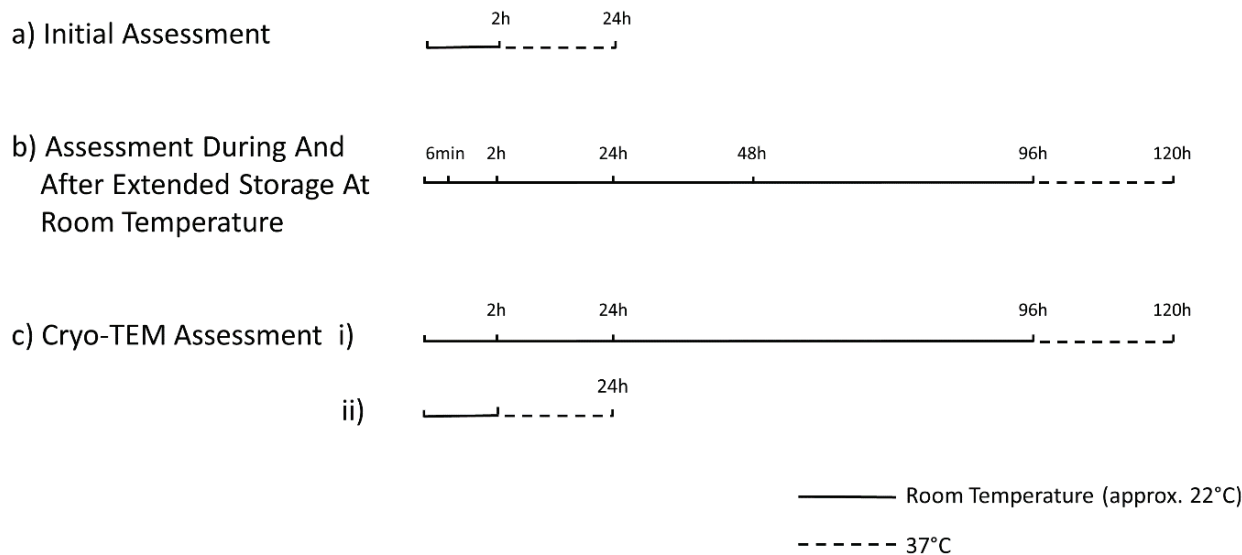 2h 24h
a) Initial Assessment
b) Assessment During And
6min 2h 24h 48h 96h 120h
After Extended Storage At
Room Temperature
2h 24h 96h 120h
c) Cryo-TEM Assessment i)
24h
ii)
Room Temperature (approx. 22°C)
37°C